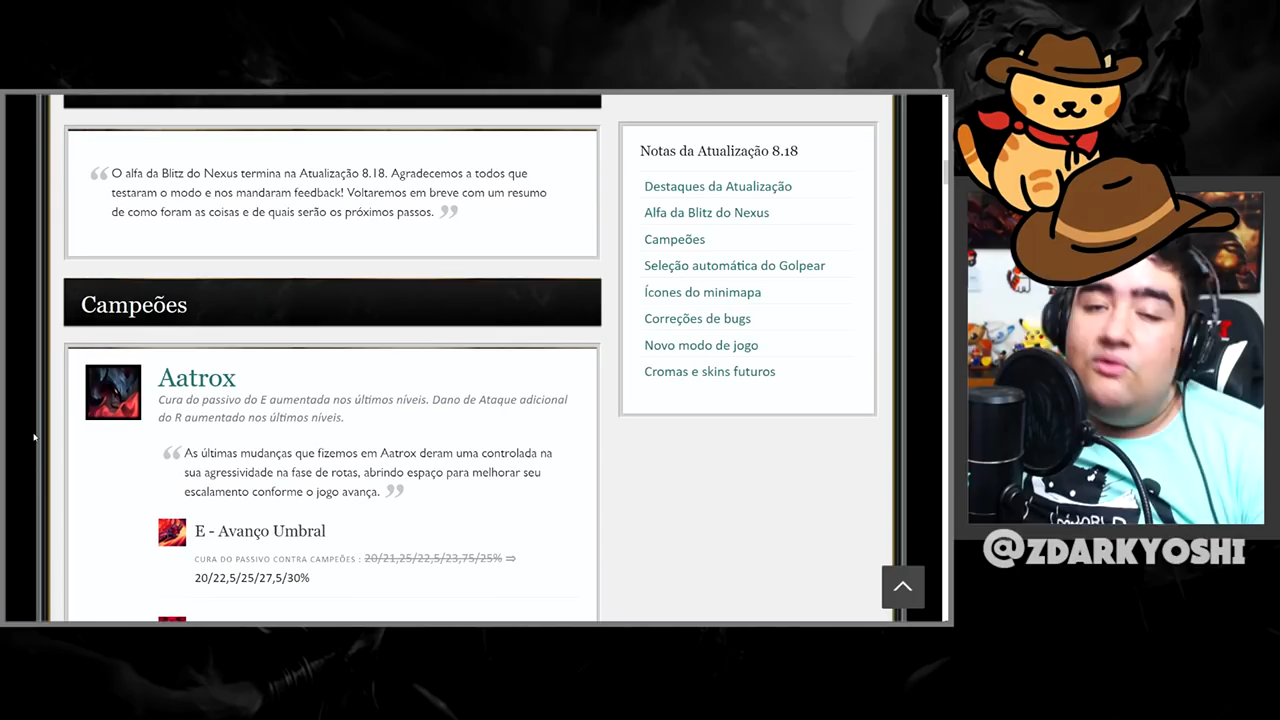 O alfa da Blitz do Nexus termina na Atualização 8.18. Agradecemos a todos que
testaram o modo e nos mandaram feedback! Voltaremos em breve com um resumo
de como foram as coisas e de quais serão os próximos passos.
Campeões
Aatrox
Cura do passivo do E aumentada nos últimos níveis. Dano de Ataque adicional
do R aumentado nos últimos níveis.
As últimas mudanças que fizemos em Aatrox deram uma controlada na
sua agressividade na fase de rotas, abrindo espaço para melhorar seu
escalamento conforme o jogo avança.
E - Avanço Umbral
CURA DO PASSIVO CONTRA CAMPEÕES : 20/21,25/22,5/23,75/25% ⇒
20/22,5/25/27,5/30%
Notas da Atualização 8.18
Destaques da Atualização
Alfa da Blitz do Nexus
Campeões
Seleção automática do Golpear
Ícones do minimapa
Correções de bugs
Novo modo de jogo
Cromas e skins futuros
@ZDARKYOSHI